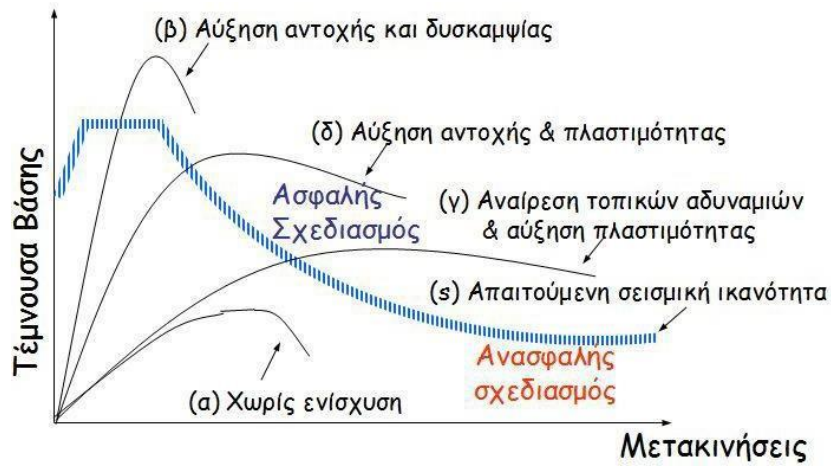 (β) Αύξηση αντοχής και δυσκαμψίας
(δ) Αύξηση αντοχής & πλαστιμότητας
Ασφαλής
Σχεδιασμός
(γ) Αναίρεση τοπικών αδυναμιών
& αύξηση πλαστιμότητας
(s) Απαιτούμενη σεισμική ικανότητα
Ανασφαλής
σχεδιασμός
(α) Χωρίς ενίσχυση
Τέμνουσα Βάσης
Μετακινήσεις